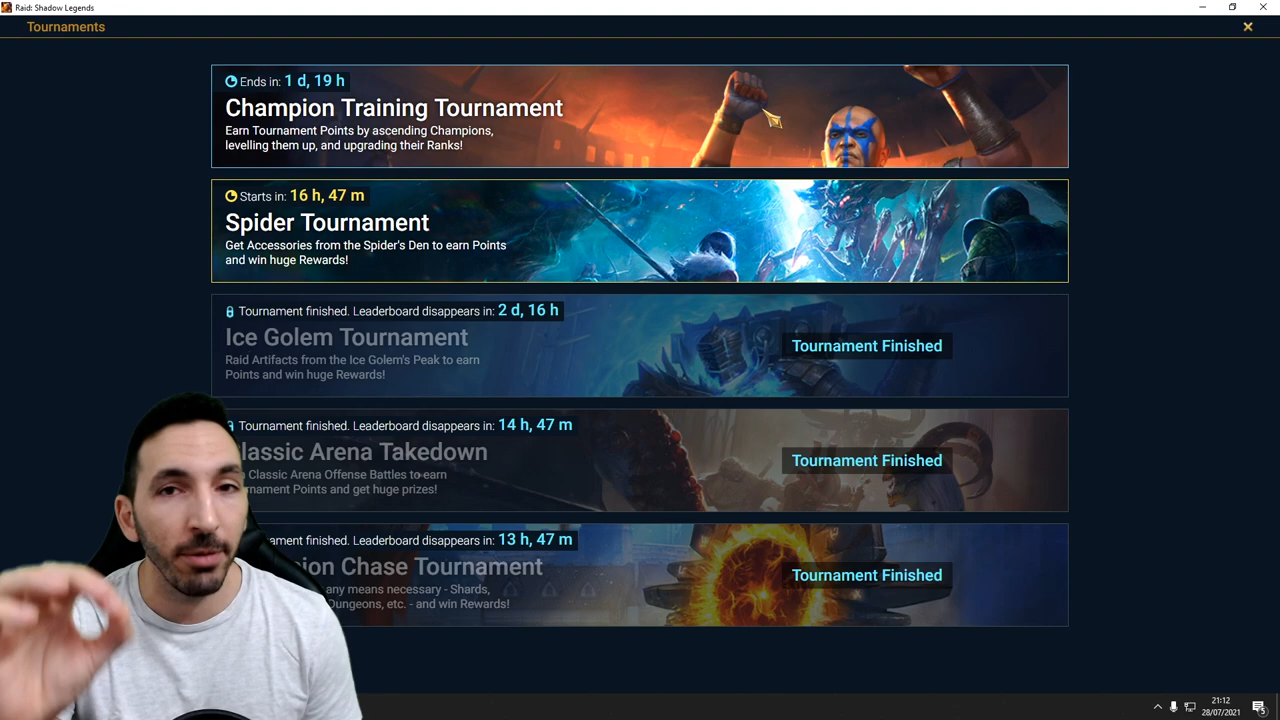 Raid: Shadow Legends
Tournaments
Ends in: 1 d, 19 h
Champion Training Tournament
Earn Tournament Points by ascending Champions,
levelling them up, and upgrading their Ranks!
Starts in: 16 h, 47 m
Spider Tournament
Get Accessories from the Spider's Den to earn Points
and win huge Rewards!
Tournament finished. Leaderboard disappears in: 2 d, 16 h
Ice Golem Tournament
Raid Artifacts from the Ice Golem's Peak to earn
Points and win huge Rewards!
Tournament Finished
Tournament finished. Leaderboard disappears in: 14 h, 47 m
lassic Arena Takedown
Classic Arena Offense Battles to earn
nament Points and get huge prizes!
Tournament Finished
ament finished. Leaderboard disappears in: 13 h, 47 m
ion Chase Tournament
any means necessary - Shards,
Dungeons, etc. - and win Rewards!
Tournament Finished
21:12
28/07/2021
5